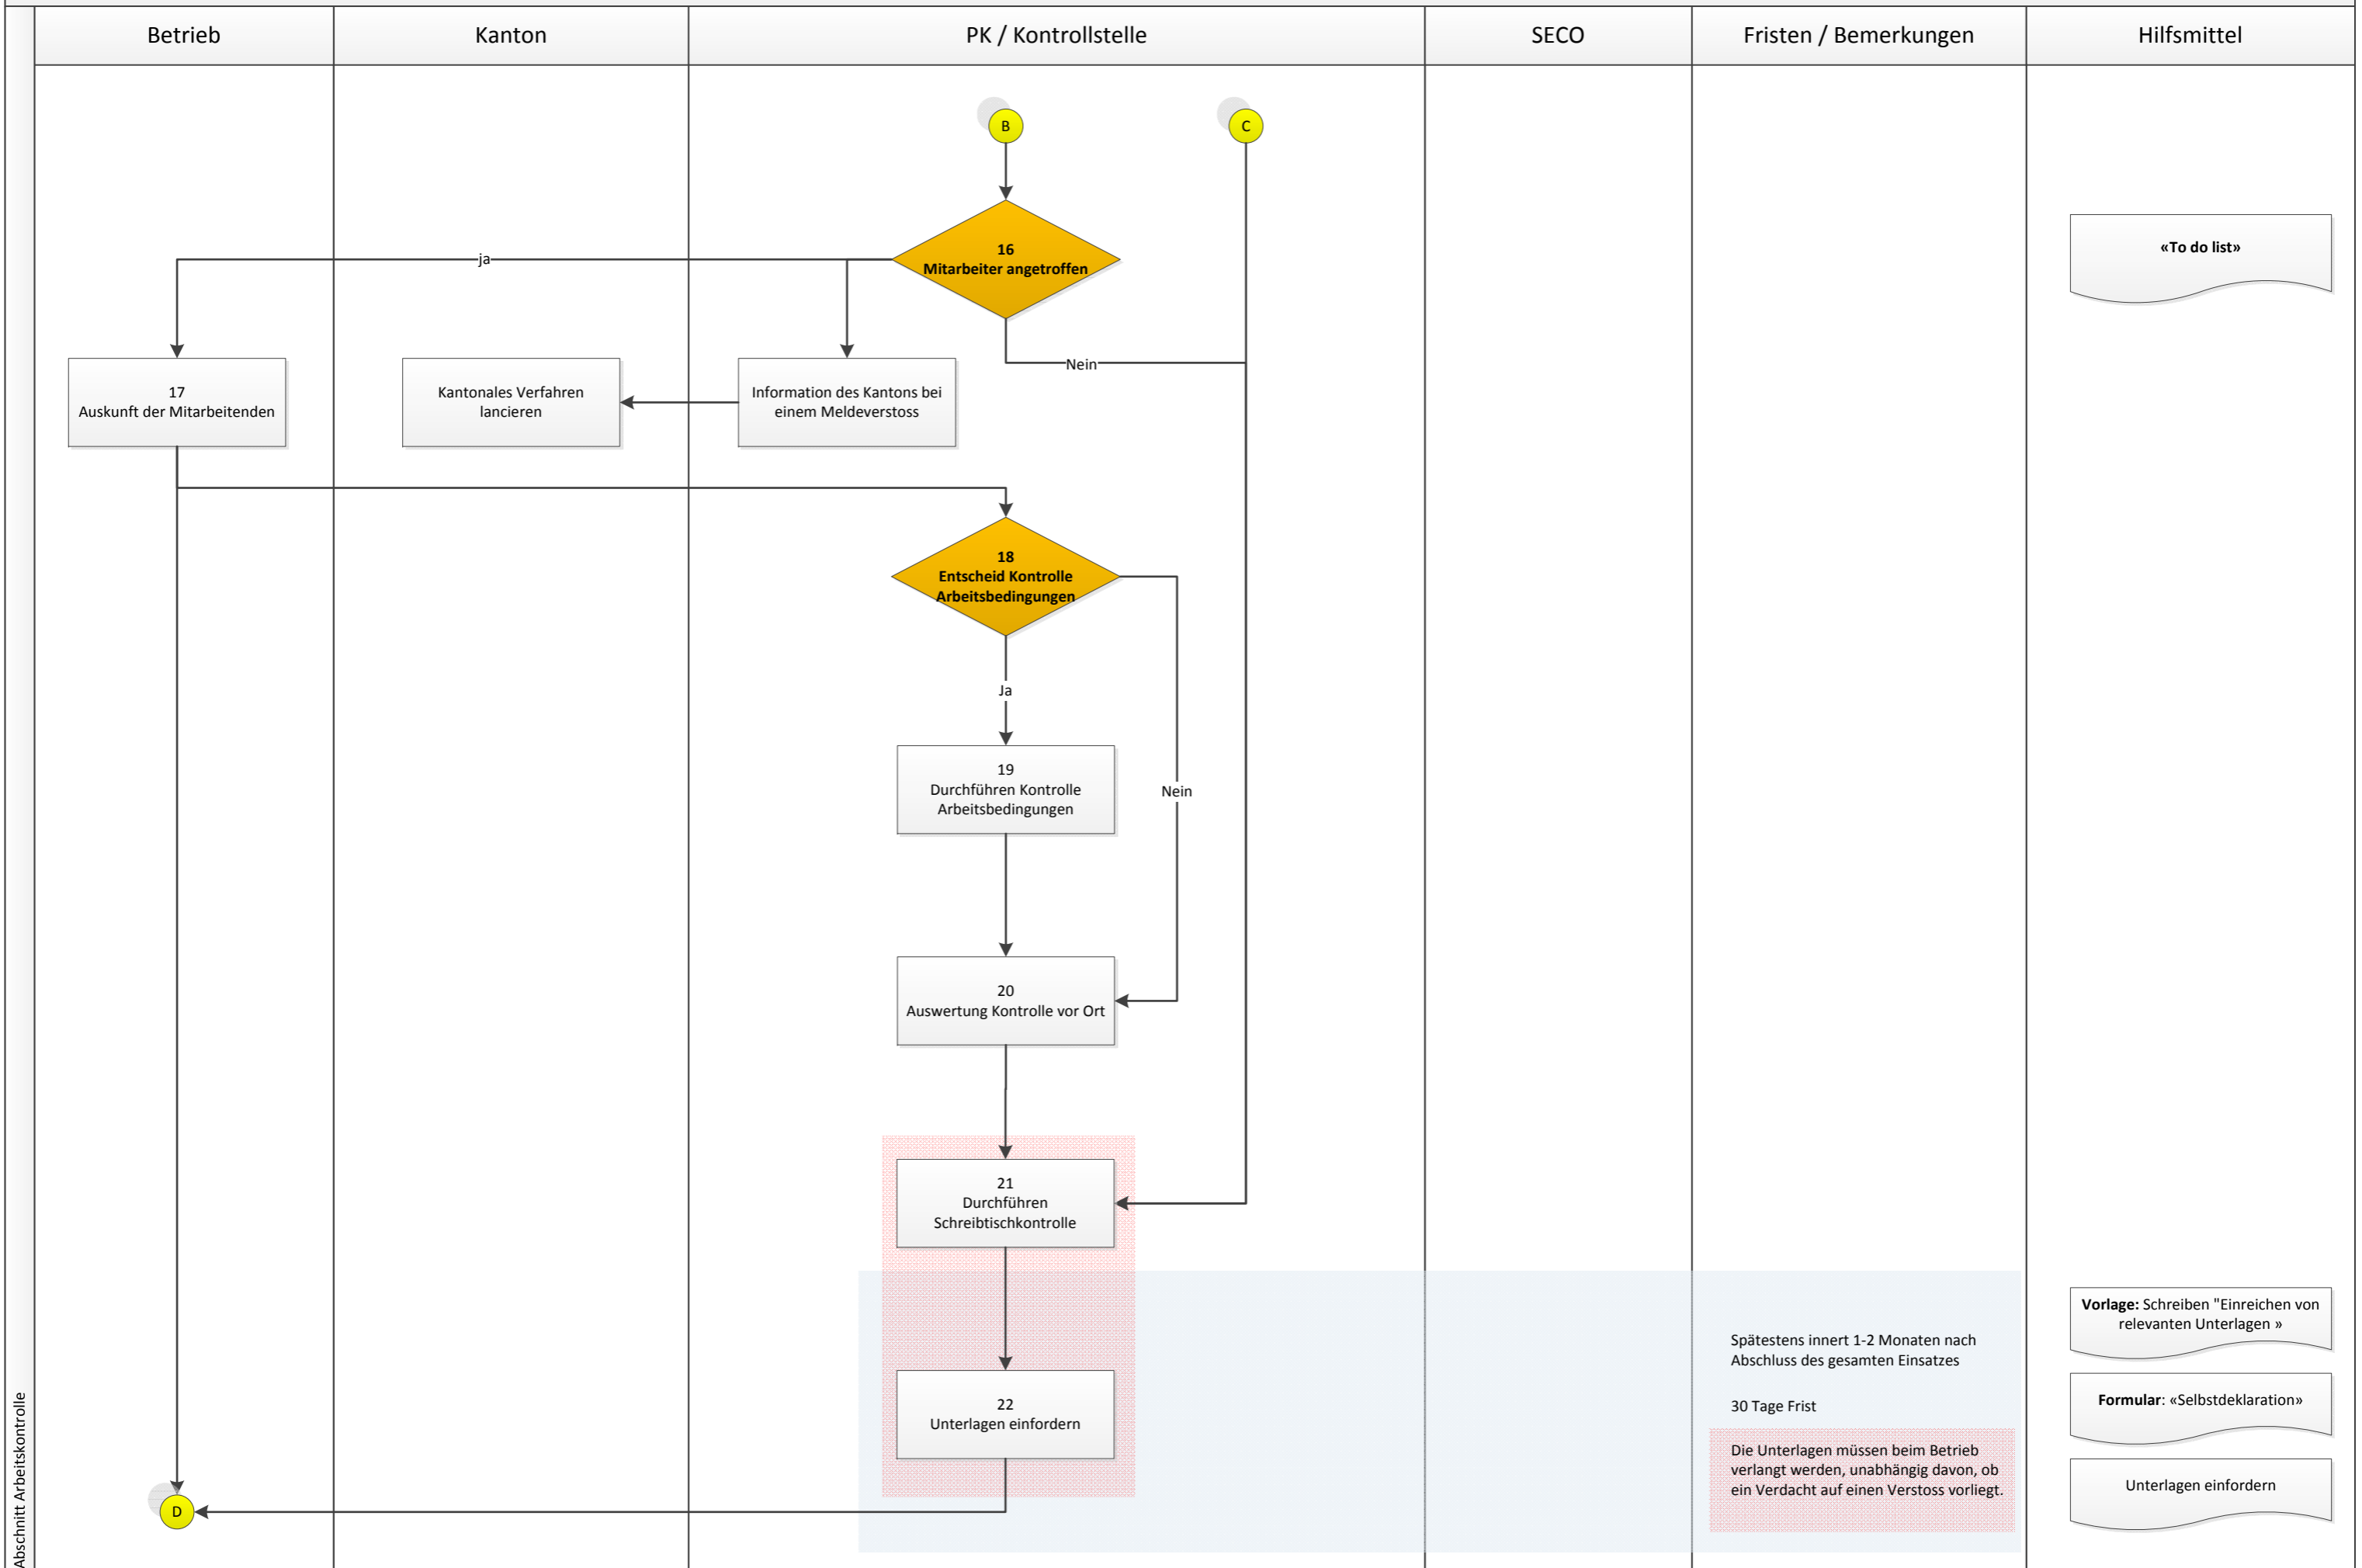 Betrieb
Kanton
PK / Kontrollstelle
SECO
Fristen / Bemerkungen
Hilfsmittel
B
C
16
Mitarbeiter angetroffen
«To do list»
ja
Nein
17
Auskunft der Mitarbeitenden
Kantonales Verfahren
lancieren
Information des Kantons bei
einem Meldeverstoss
18
Entscheid Kontrolle
Arbeitsbedingungen
Ja
Nein
19
Durchführen Kontrolle
Arbeitsbedingungen
20
Auswertung Kontrolle vor Ort
21
Durchführen
Schreibtischkontrolle
22
Unterlagen einfordern
Spätestens innert 1-2 Monaten nach
Abschluss des gesamten Einsatzes
30 Tage Frist
Die Unterlagen müssen beim Betrieb
verlangt werden, unabhängig davon, ob
ein Verdacht auf einen Verstoss vorliegt.
Vorlage: Schreiben "Einreichen von
relevanten Unterlagen »
Formular: «Selbstdeklaration»
Unterlagen einfordern
D
Abschnitt Arbeitskontrolle